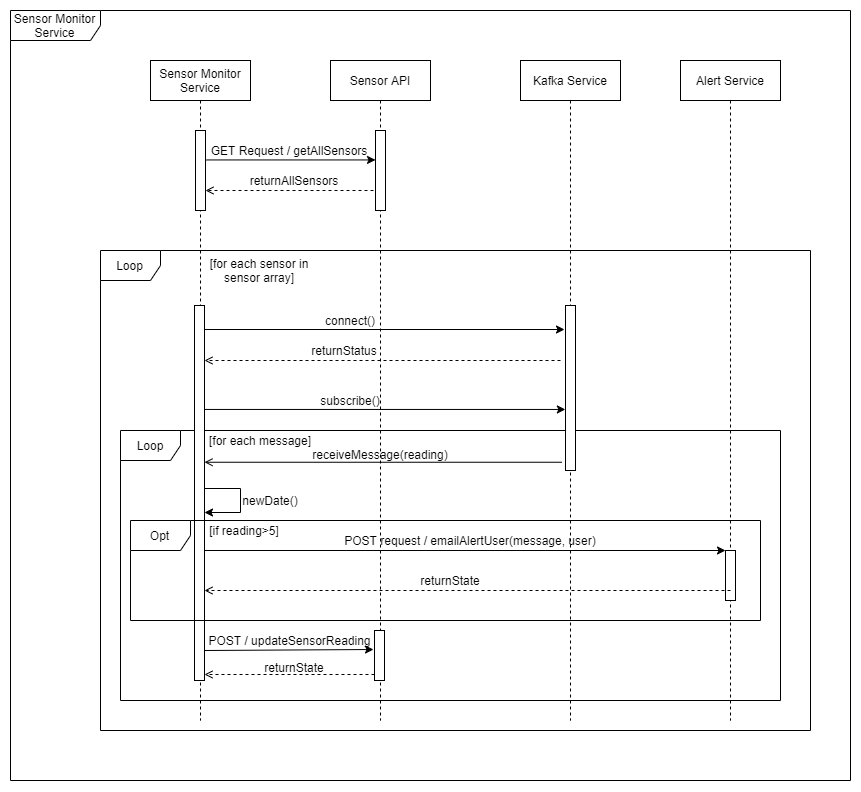 Sensor Monitor
Service
Sensor Monitor
Service
Sensor API
Kafka Service
Alert Service
GET Request / getAllSensors
returnAllSensors
Loop
[for each sensor in
sensor array]
connect()
returnStatus
subscribe()
Loop
[for each message]
receiveMessage(reading)
newDate()
Opt
[if reading>5]
POST request / emailAlertUser(message, user)
returnState
POST / updateSensorReading
returnState